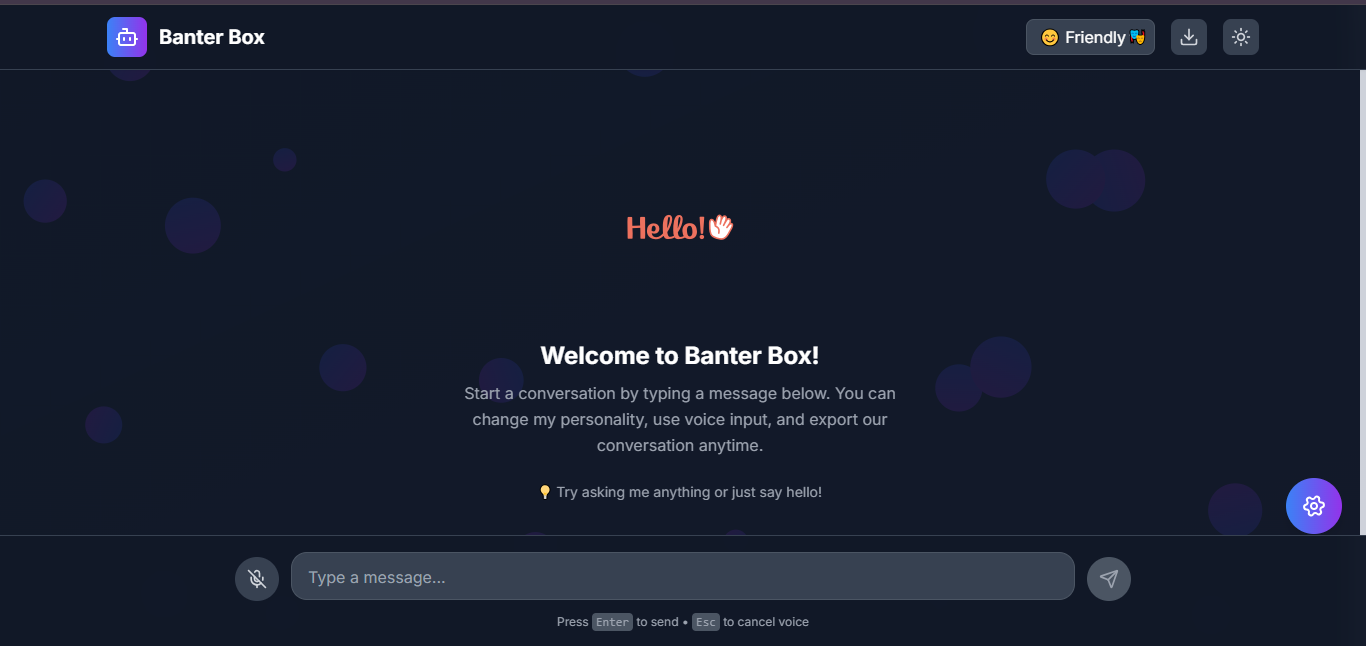 Banter Box
😊 Friendly 🎭
Hello!👋
Welcome to Banter Box!
Start a conversation by typing a message below. You can
change my personality, use voice input, and export our
conversation anytime.
💡 Try asking me anything or just say hello!
Type a message...
Press Enter to send • Esc to cancel voice